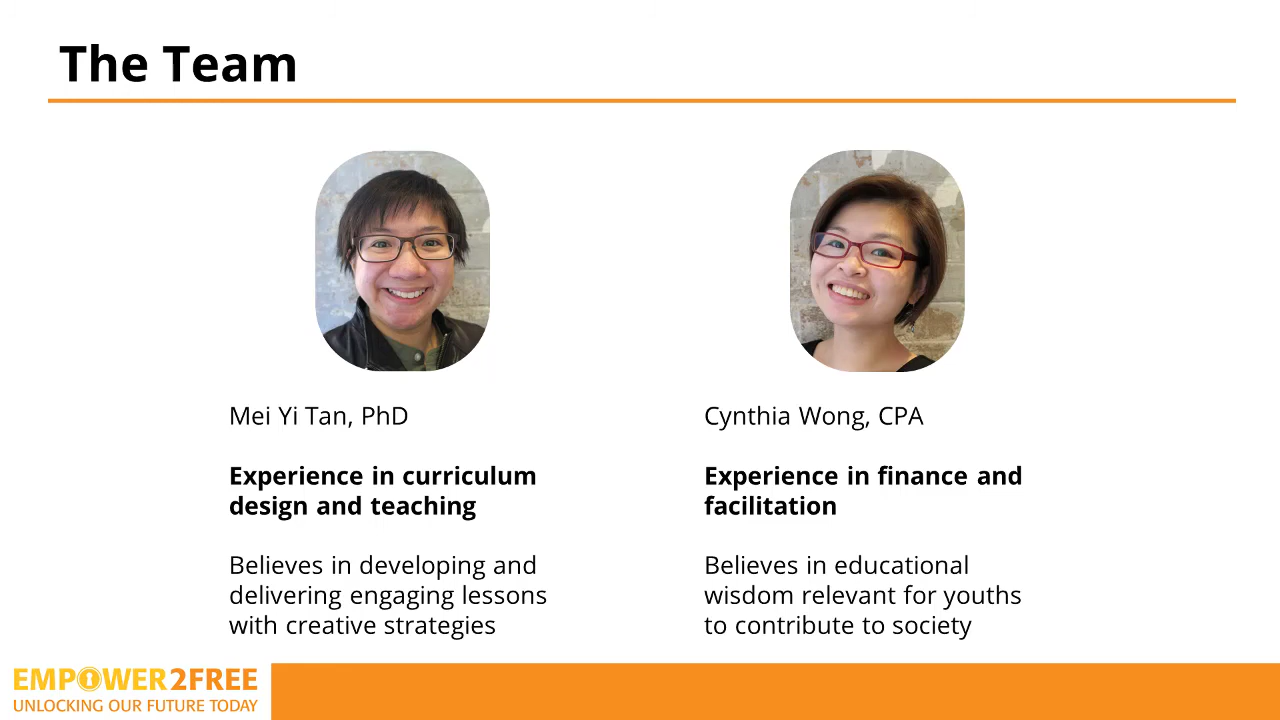 The Team
Mei Yi Tan, PhD
Experience in curriculum
design and teaching
Believes in developing and
delivering engaging lessons
with creative strategies
Cynthia Wong, CPA
Experience in finance and
facilitation
Believes in educational
wisdom relevant for youths
to contribute to society
EMPOWER2FREE
UNLOCKING OUR FUTURE TODAY